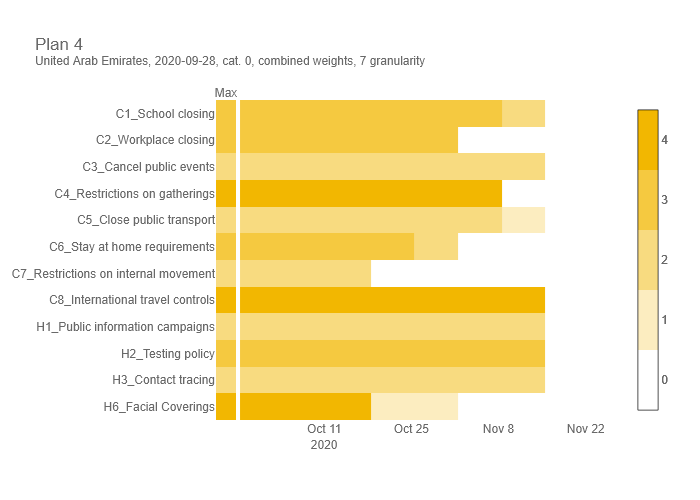 Plan 4
United Arab Emirates, 2020-09-28, cat. 0, combined weights, 7 granularity
Max
C1_School closing
C2_Workplace closing
C3_Cancel public events
C4_Restrictions on gatherings
C5_Close public transport
C6_Stay at home requirements
C7_Restrictions on internal movement
C8_International travel controls
H1_Public information campaigns
H2_Testing policy
H3_Contact tracing
H6_Facial Coverings
Oct 11 Oct 25 Nov 8 Nov 22
2020
4
3
2
1
0